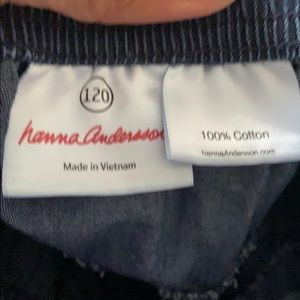 120
hanna Andersson
Made in Vietnam
100% Cotton
hannaAndersson.com